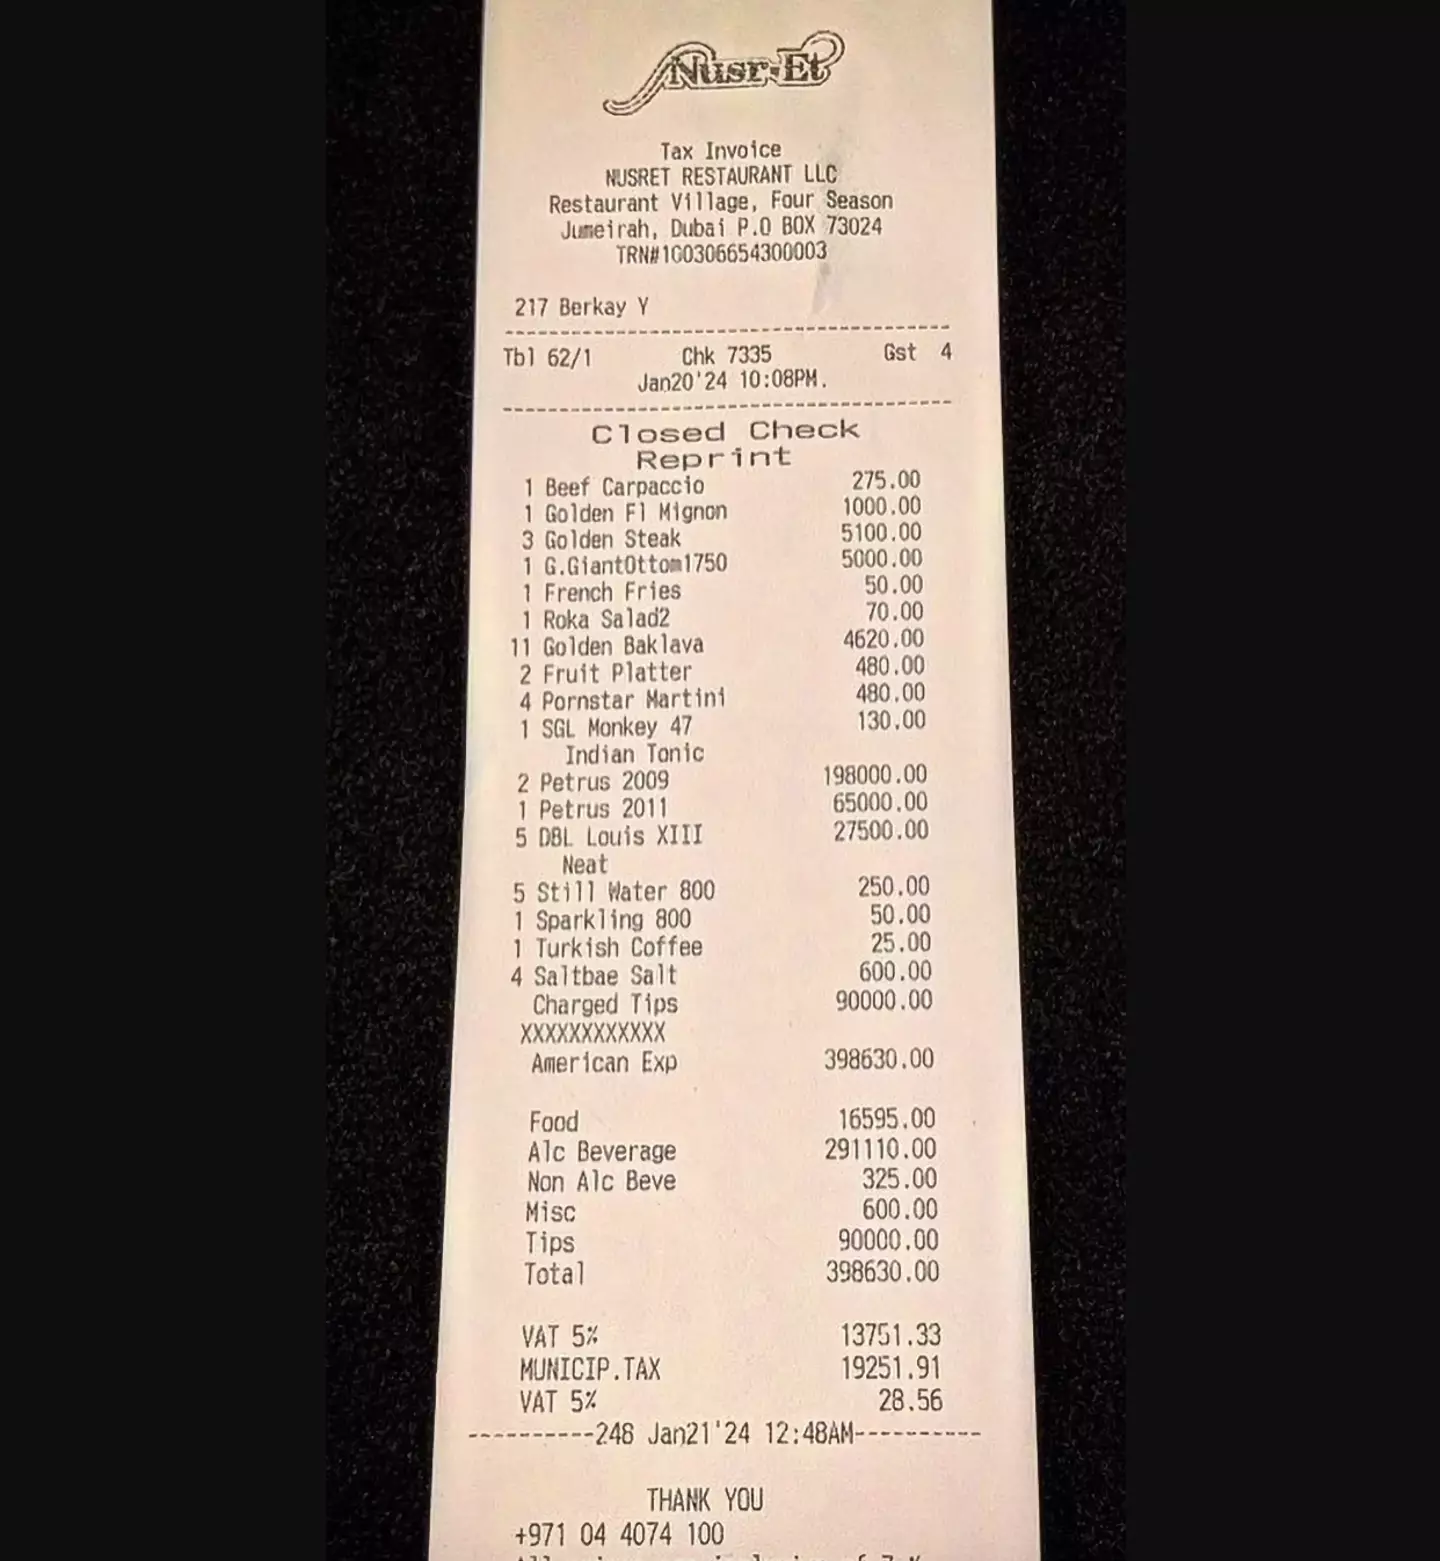 Nusr-Et
Tax Invoice
NUSRET RESTAURANT LLC
Restaurant Village, Four Season
Jumeirah, Dubai P.O BOX 73024
TRN#100306654300003
217 Berkay Y
Tbl 62/1 Chk 7335 Gst 4
Jan20'24 10:08PM.
Closed Check
Reprint
1 Beef Carpaccio 275.00
1 Golden Fl Mignon 1000.00
3 Golden Steak 5100.00
1 G.GiantOttom1750 5000.00
1 French Fries 50.00
1 Roka Salad2 70.00
11 Golden Baklava 4620.00
2 Fruit Platter 480.00
4 Pornstar Martini 480.00
1 SGL Monkey 47 130.00
Indian Tonic
2 Petrus 2009 198000.00
1 Petrus 2011 65000.00
5 DBL Louis XIII 27500.00
Neat
5 Still Water 800 250.00
1 Sparkling 800 50.00
1 Turkish Coffee 25.00
4 Saltbae Salt 600.00
Charged Tips 90000.00
XXXXXXXXXXXX
American Exp 398630.00
Food 16595.00
Alc Beverage 291110.00
Non Alc Beve 325.00
Misc 600.00
Tips 90000.00
Total 398630.00
VAT 5% 13751.33
MUNICIP.TAX 19251.91
VAT 5% 28.56
----------248 Jan21'24 12:48AM----------
THANK YOU
+971 04 4074 100